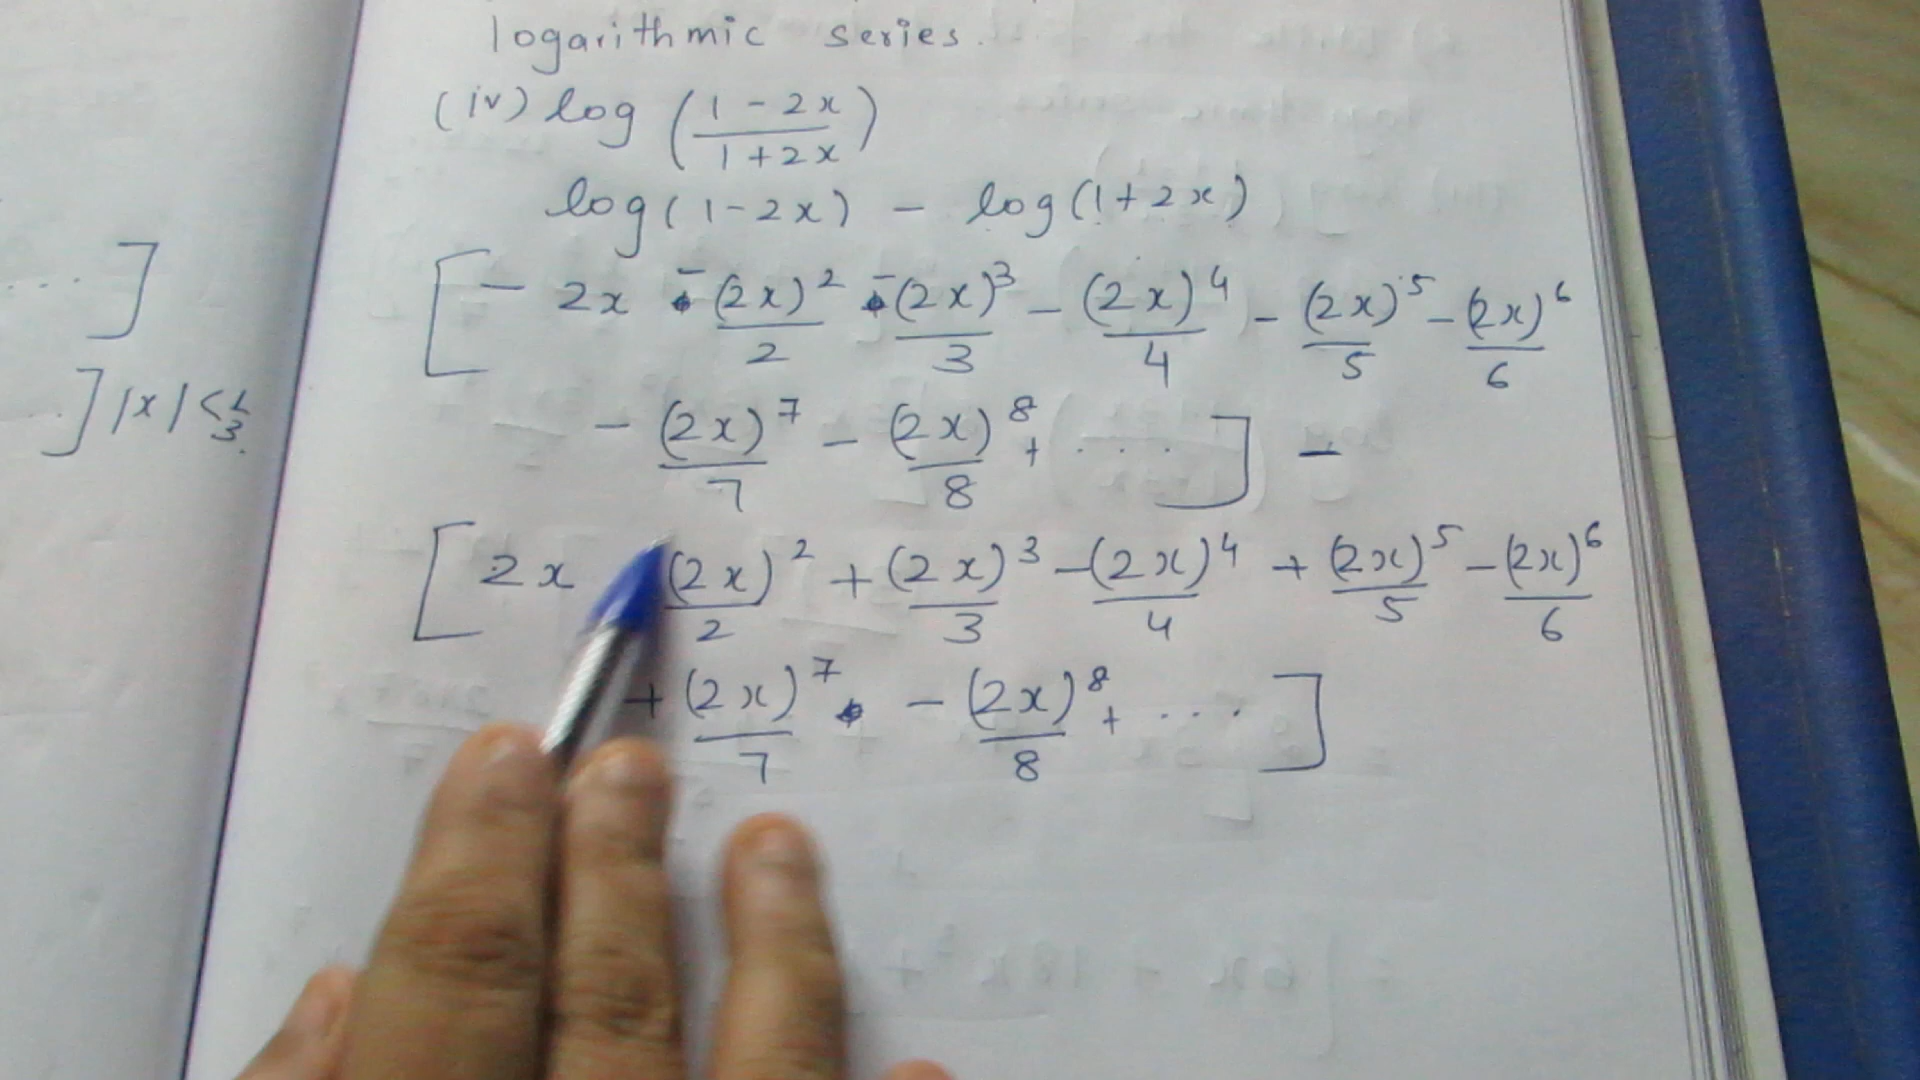 logarithmic series.
(iv) log ((1 - 2x)/(1 + 2x))
log(1 - 2x) - log(1 + 2x)
[ - 2x - (2x)^2/2 - (2x)^3/3 - (2x)^4/4 - (2x)^5/5 - (2x)^6/6
- (2x)^7/7 - (2x)^8/8 + ... ] -
[ 2x (2x)^2/2 + (2x)^3/3 - (2x)^4/4 + (2x)^5/5 - (2x)^6/6
+ (2x)^7/7 - (2x)^8/8 + ... ]
... ]
.. ] |x| < 1/3.